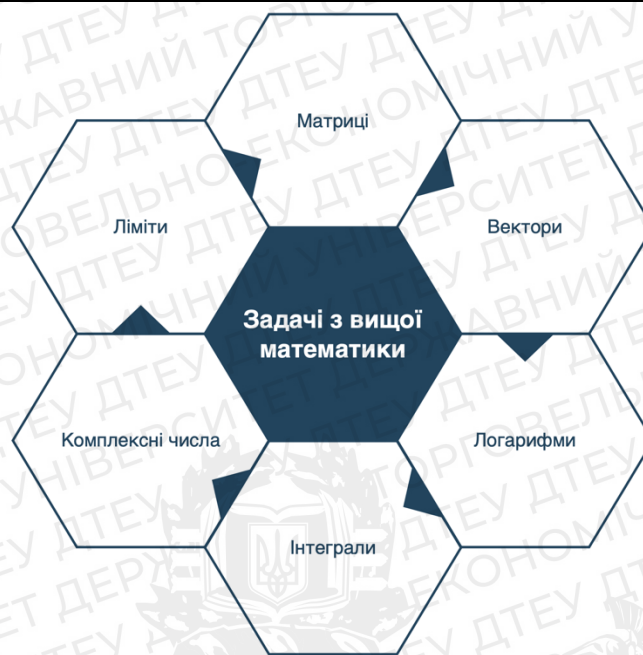 Матриці
Ліміти
Вектори
Задачі з вищої
математики
Комплексні числа
Логарифми
Інтеграли